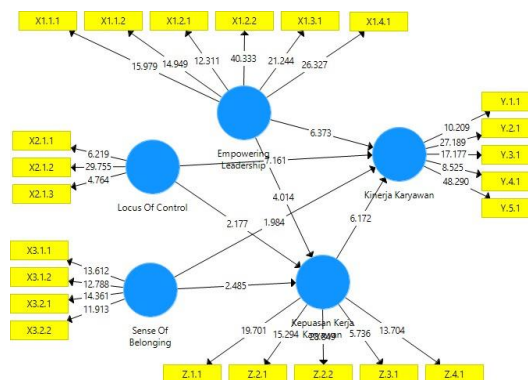 X1.1.1
X1.1.2
X1.2.1
X1.2.2
X1.3.1
X1.4.1
15.979
14.949
12.311
40.333
21.244
26.327
Empowering
Leadership
X2.1.1
X2.1.2
X2.1.3
6.219
29.755
4.764
Locus Of Control
X3.1.1
X3.1.2
X3.2.1
X3.2.2
13.612
12.788
14.361
11.913
Sense Of
Belonging
6.373
7.161
4.014
2.177
1.984
2.485
6.172
Kinerja Karyawan
10.209
27.189
17.177
8.525
48.290
Y.1.1
Y.2.1
Y.3.1
Y.4.1
Y.5.1
Kepuasan Kerja
Karyawan
19.701
15.294
5.736
13.704
Z.1.1
Z.2.1
Z.2.2
Z.3.1
Z.4.1